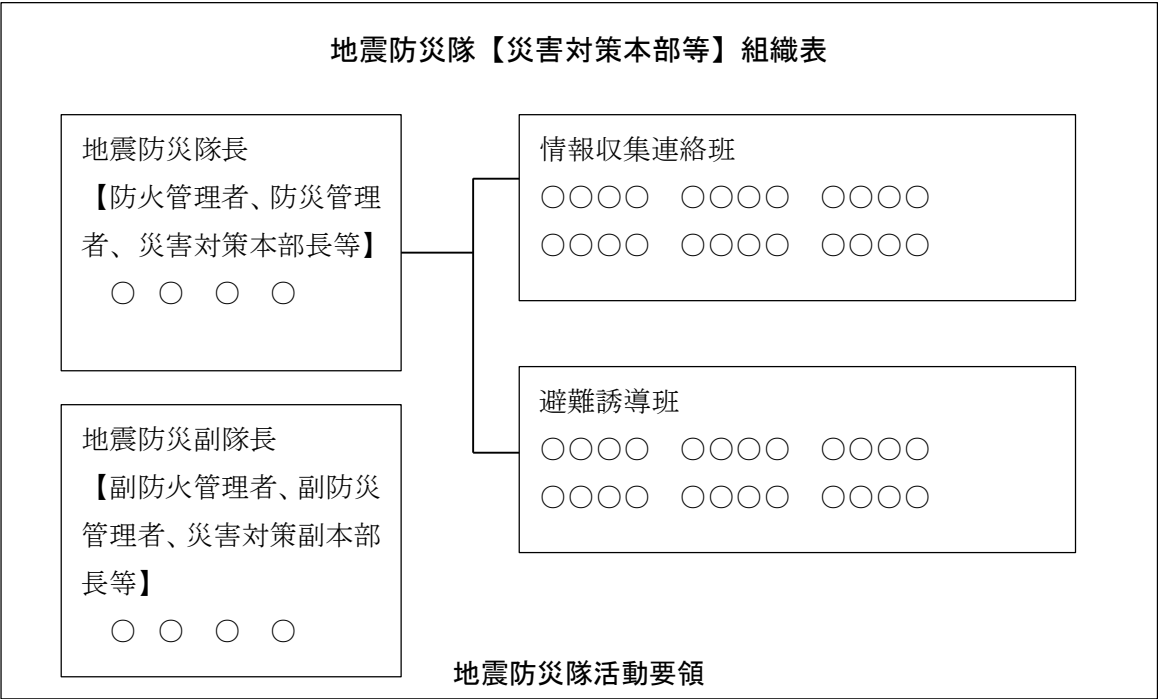 地震防災隊【災害対策本部等】組織表
地震防災隊長
【防火管理者、防災管理
者、災害対策本部長等】
○ ○ ○ ○
地震防災副隊長
【副防火管理者、副防災
管理者、災害対策副本部
長等】
○ ○ ○ ○
情報収集連絡班
○○○○ ○○○○ ○○○○
○○○○ ○○○○ ○○○○
避難誘導班
○○○○ ○○○○ ○○○○
○○○○ ○○○○ ○○○○
地震防災隊活動要領